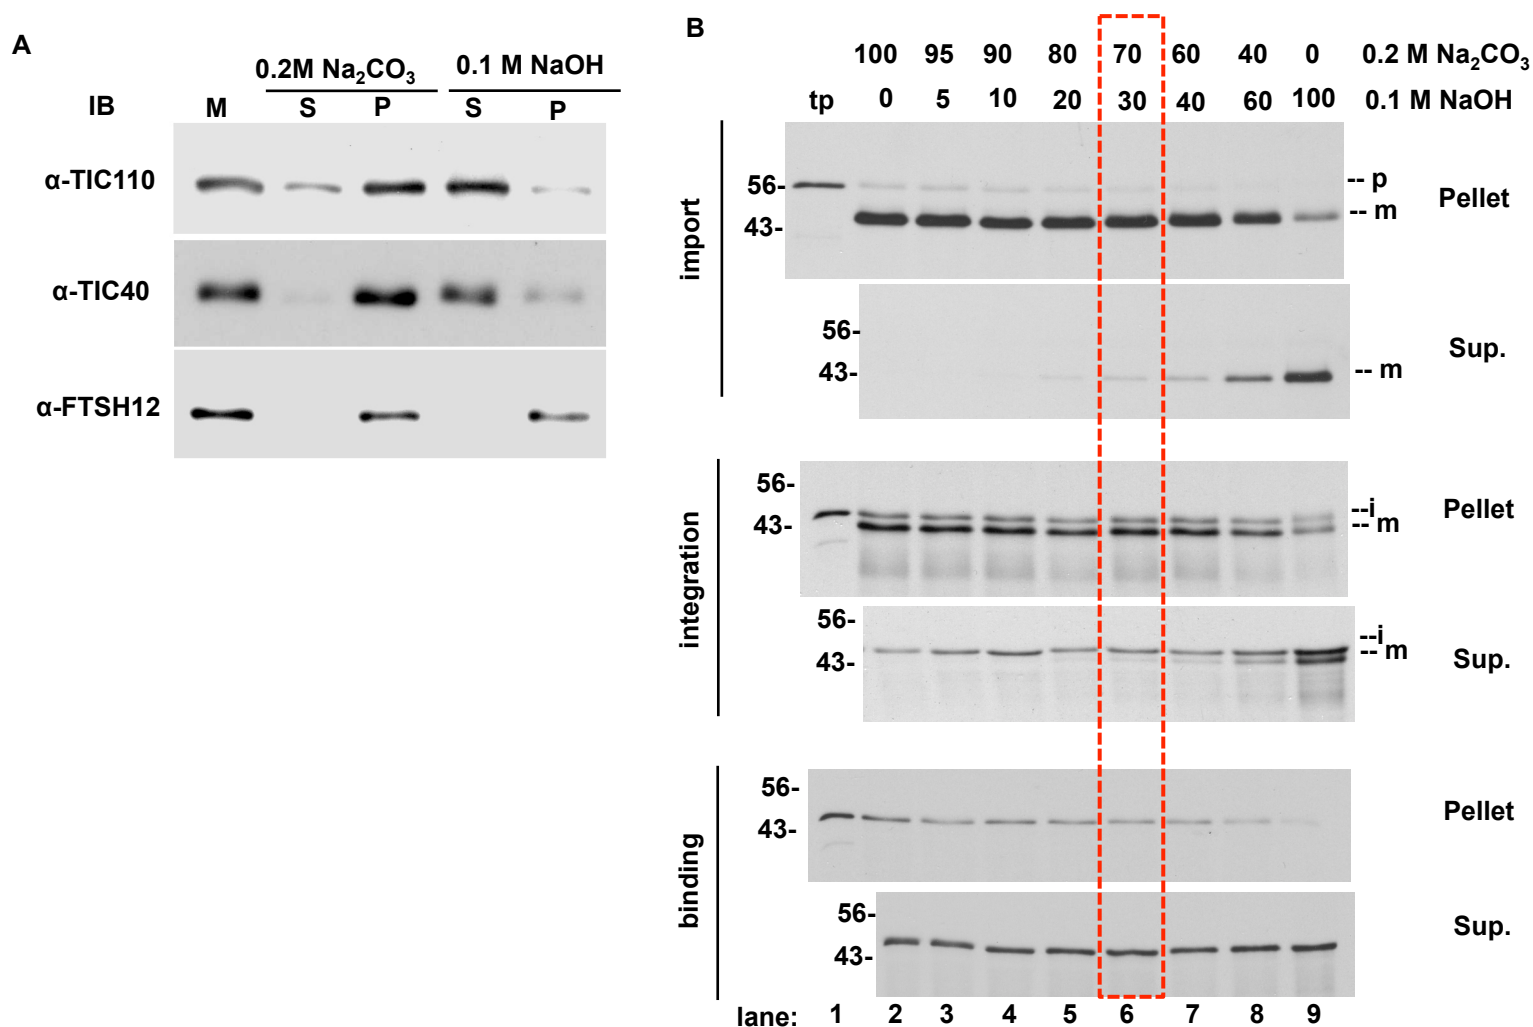 A
0.2M Na₂CO₃ 0.1 M NaOH
IB M S P S P
α-TIC110
α-TIC40
α-FTSH12
B
100 95 90 80 70 60 40 0 0.2 M Na₂CO₃
tp 0 5 10 20 30 40 60 100 0.1 M NaOH
import
56- -- p Pellet
43- -- m
56- Sup.
43- -- m
integration
56- --i Pellet
43- -- m
56- --i
43- -- m Sup.
binding
56- Pellet
43-
56- Sup.
43-
lane: 1 2 3 4 5 6 7 8 9